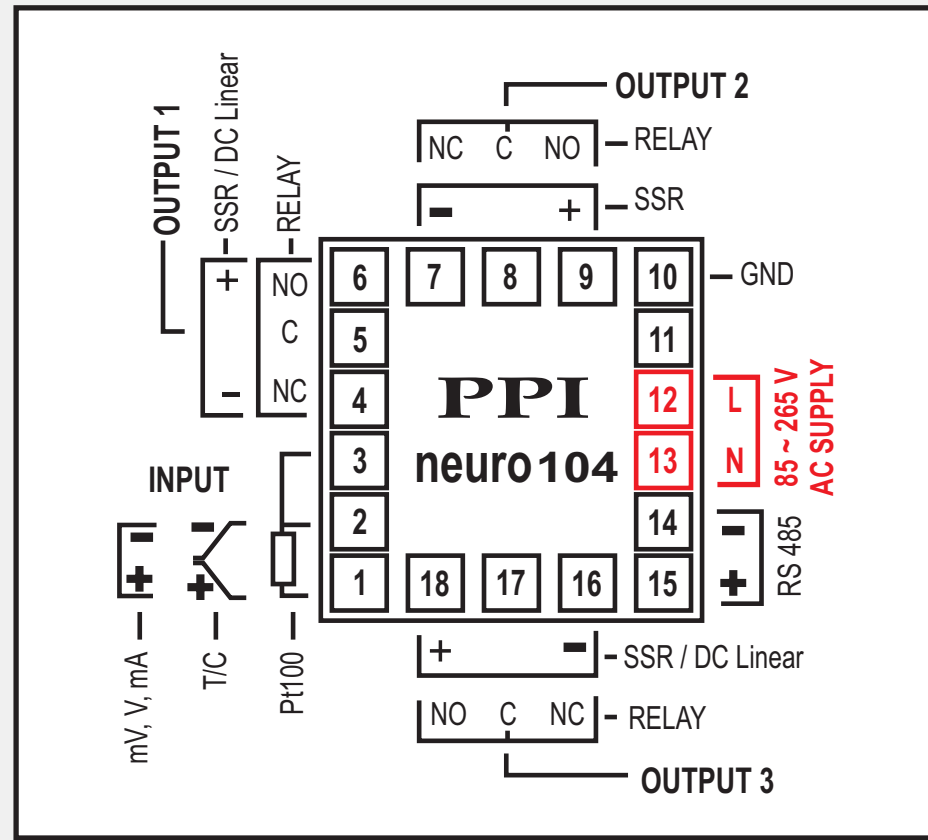 OUTPUT 2
NC C NO
RELAY
- +
SSR
OUTPUT 1
SSR / DC Linear
RELAY
+
-
NO
C
NC
6 7 8 9 10
GND
5 11
4 PPI 12
L
3 neuro 104 13
N
85 ~ 265 V
AC SUPPLY
2 14
1 18 17 16 15
-
+
RS 485
INPUT
-
+
mV, V, mA
-
+
T/C
Pt100
+ -
SSR / DC Linear
NO C NC
RELAY
OUTPUT 3